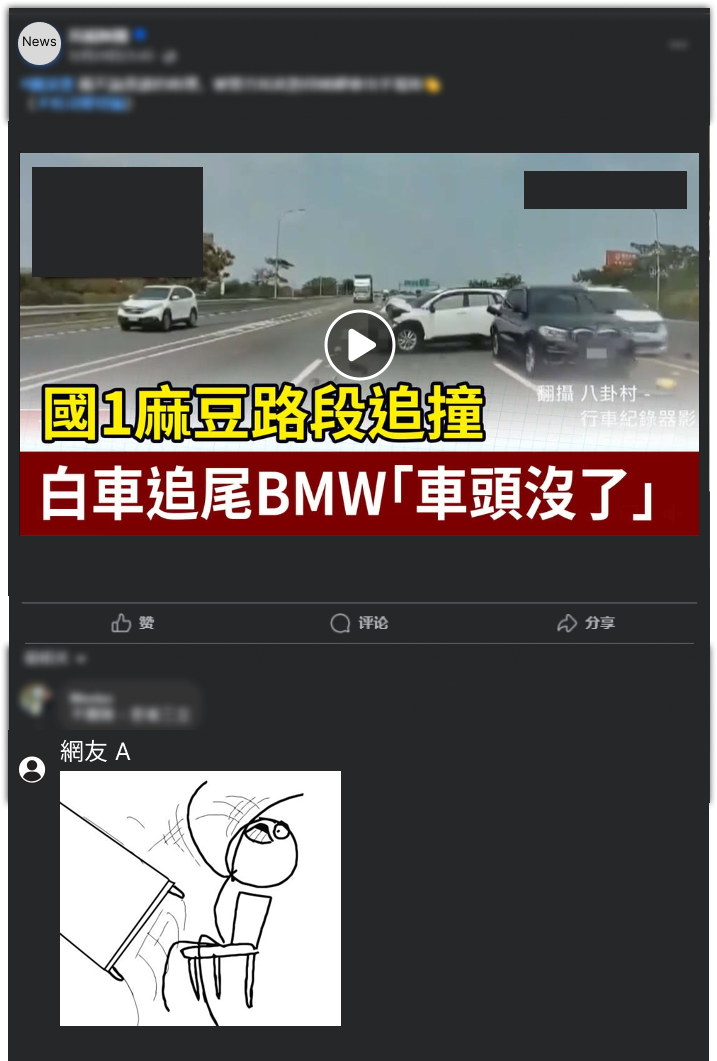 News
翻攝 八卦村 -
行車紀錄器影
國1麻豆路段追撞
白車追尾BMW「車頭沒了」
赞
评论
分享
網友 A